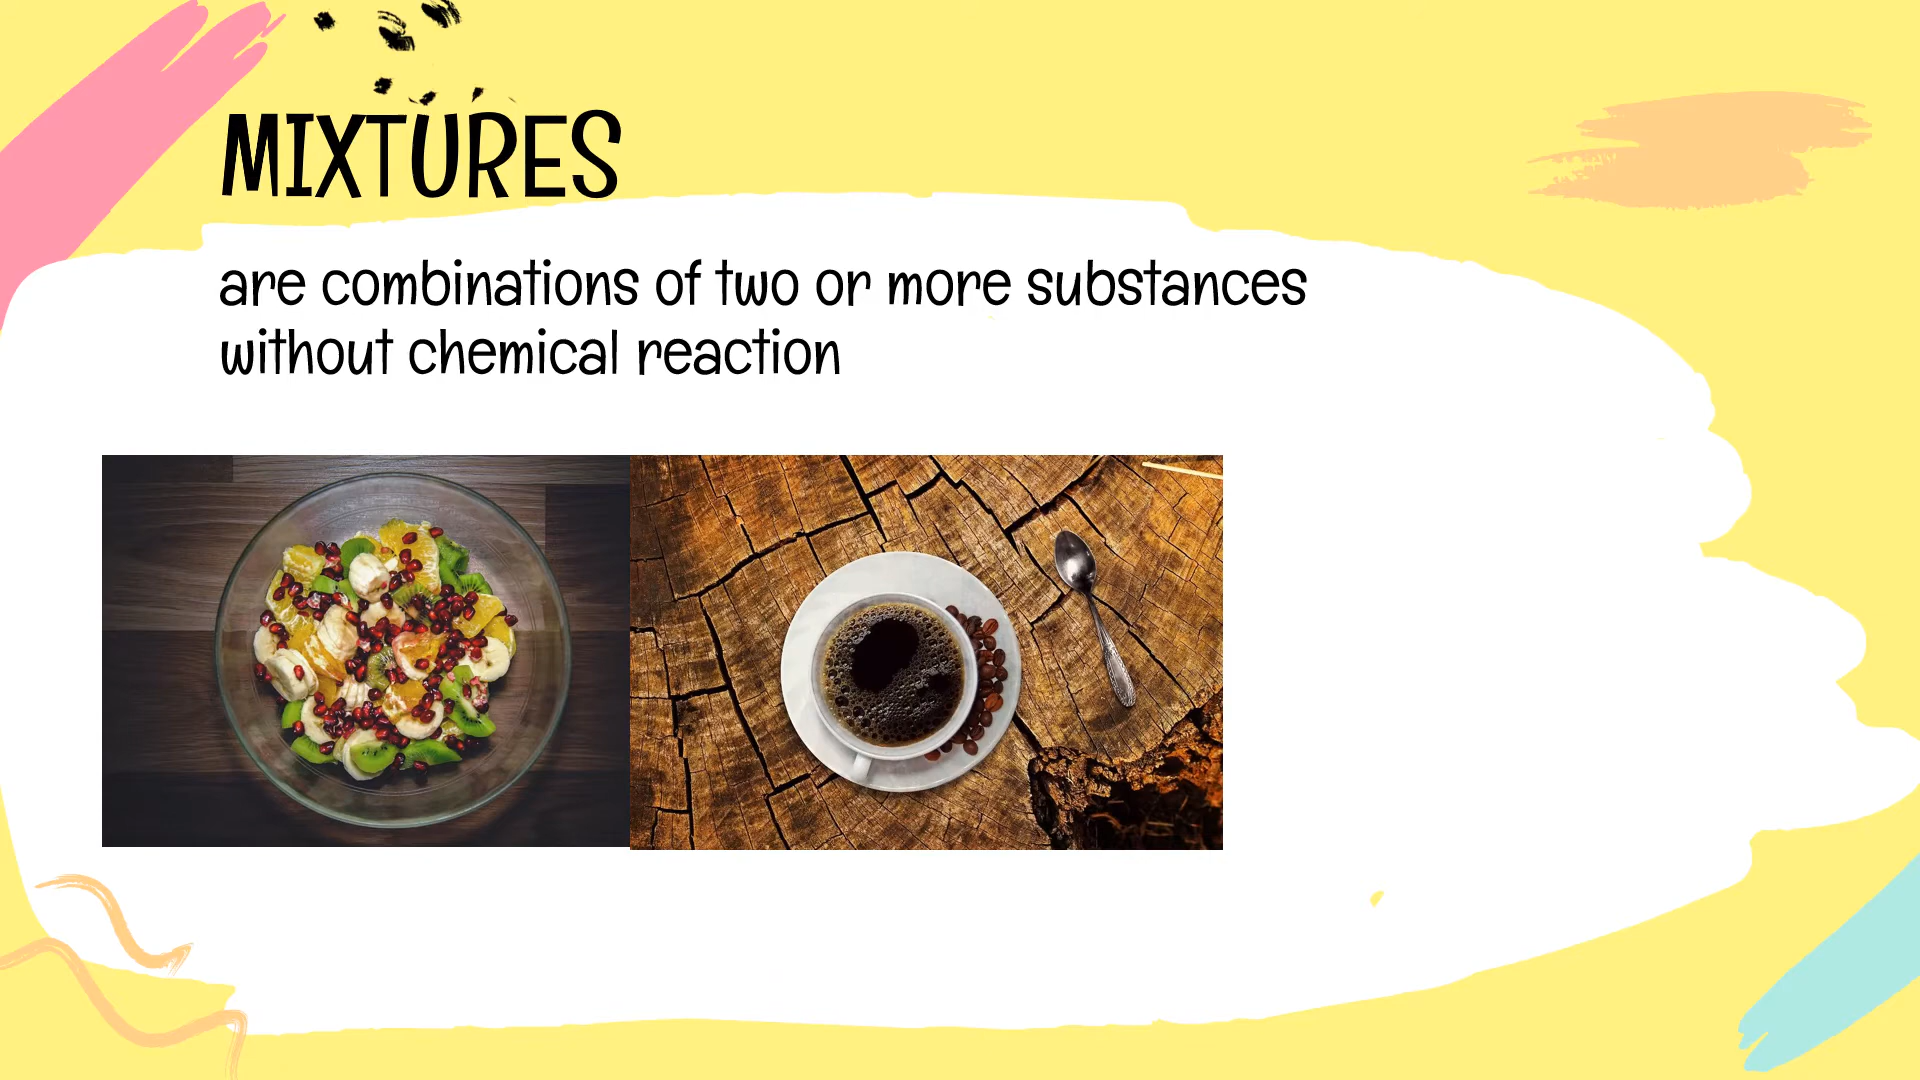 MIXTURES
are combinations of two or more substances
without chemical reaction